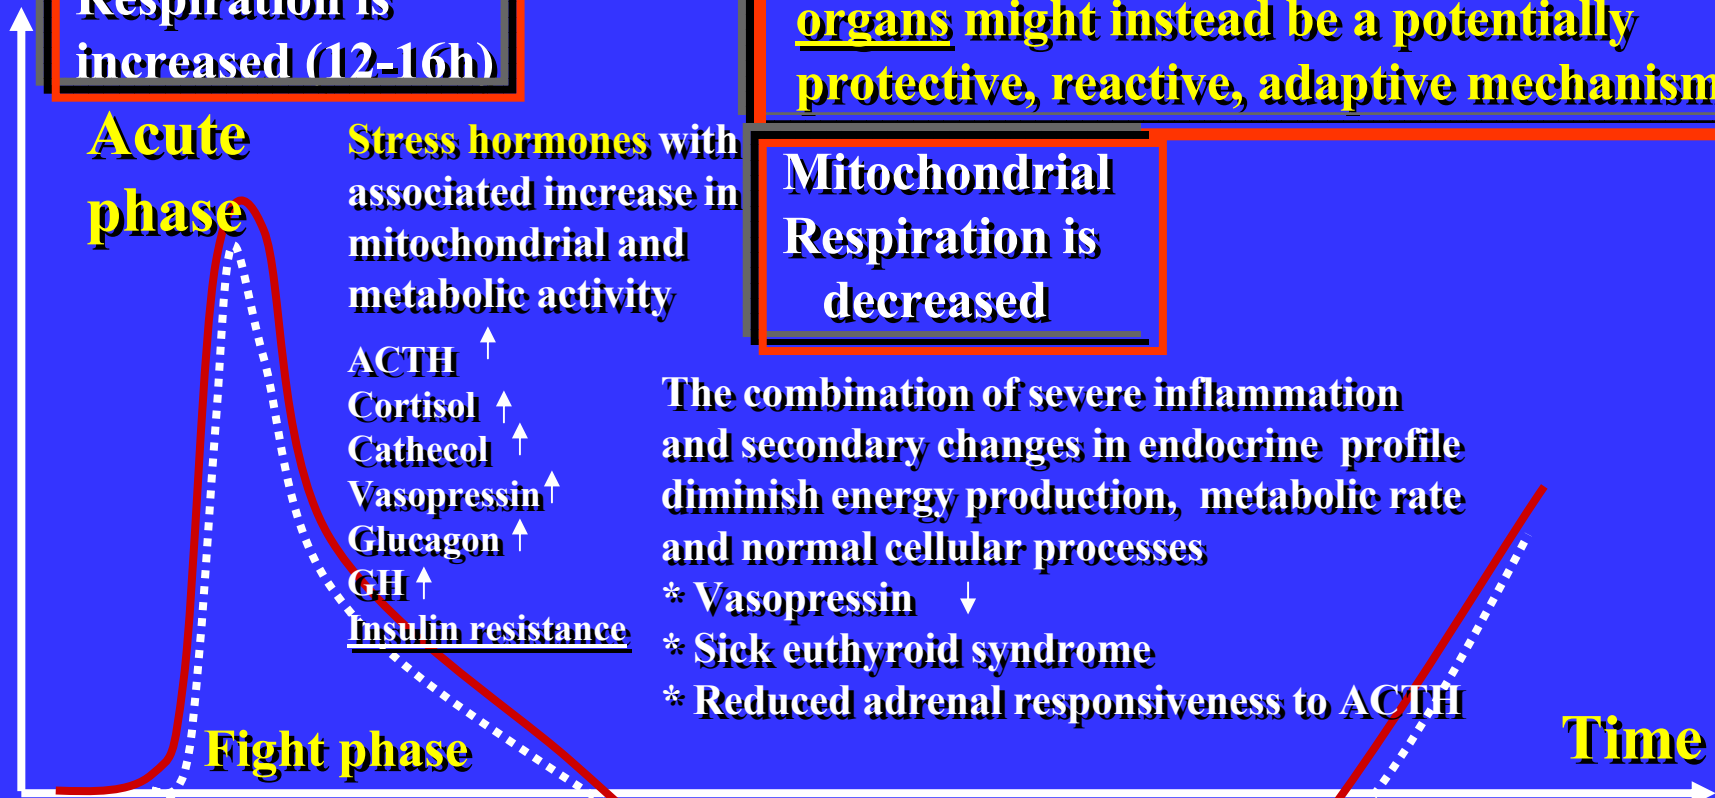 Respiration is
increased (12-16h)
organs might instead be a potentially
protective, reactive, adaptive mechanism
Acute
phase
Stress hormones with
associated increase in
mitochondrial and
metabolic activity
ACTH
Cortisol
Cathecol
Vasopressin
Glucagon
GH
Insulin resistance
Mitochondrial
Respiration is
decreased
The combination of severe inflammation
and secondary changes in endocrine profile
diminish energy production, metabolic rate
and normal cellular processes
* Vasopressin
* Sick euthyroid syndrome
* Reduced adrenal responsiveness to ACTH
Fight phase
Time